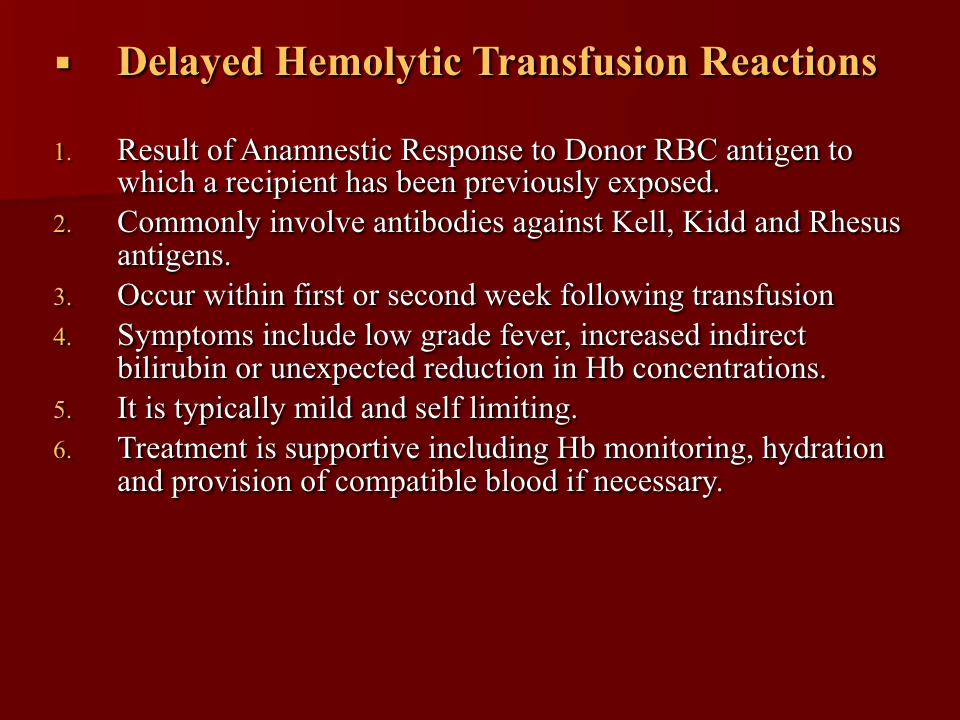 ▪ Delayed Hemolytic Transfusion Reactions
1. Result of Anamnestic Response to Donor RBC antigen to
which a recipient has been previously exposed.
2. Commonly involve antibodies against Kell, Kidd and Rhesus
antigens.
3. Occur within first or second week following transfusion
4. Symptoms include low grade fever, increased indirect
bilirubin or unexpected reduction in Hb concentrations.
5. It is typically mild and self limiting.
6. Treatment is supportive including Hb monitoring, hydration
and provision of compatible blood if necessary.